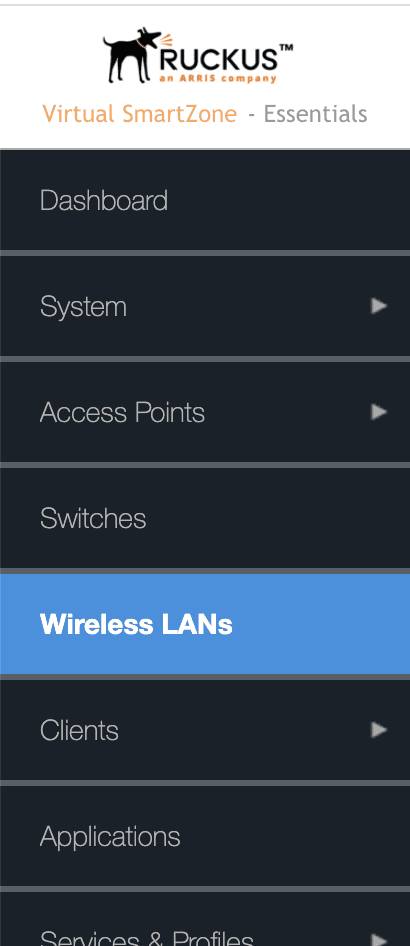 RUCKUS™
an ARRIS company
Virtual SmartZone - Essentials
Dashboard
System
Access Points
Switches
Wireless LANs
Clients
Applications
Services & Profiles